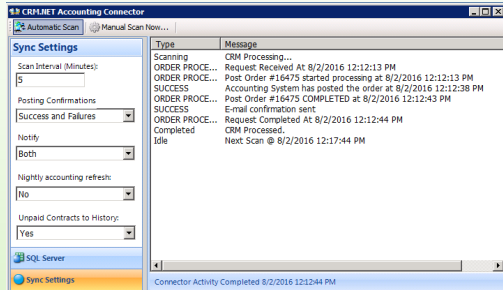 CRM.NET Accounting Connector
Automatic Scan Manual Scan Now...
Sync Settings
Scan Interval (Minutes):
5
Posting Confirmations
Success and Failures
Notify
Both
Nightly accounting refresh:
No
Unpaid Contracts to History:
Yes
SQL Server
Sync Settings
Type Message
Scanning CRM Processing...
ORDER PROCE... Request Received At 8/2/2016 12:12:13 PM
ORDER PROCE... Post Order #16475 started processing at 8/2/2016 12:12:13 PM
SUCCESS Accounting System has posted the order at 8/2/2016 12:12:38 PM
ORDER PROCE... Post Order #16475 COMPLETED at 8/2/2016 12:12:43 PM
SUCCESS E-mail confirmation sent
ORDER PROCE... Request Completed At 8/2/2016 12:12:44 PM
Completed CRM Processed.
Idle Next Scan @ 8/2/2016 12:17:44 PM
Connector Activity Completed 8/2/2016 12:12:44 PM